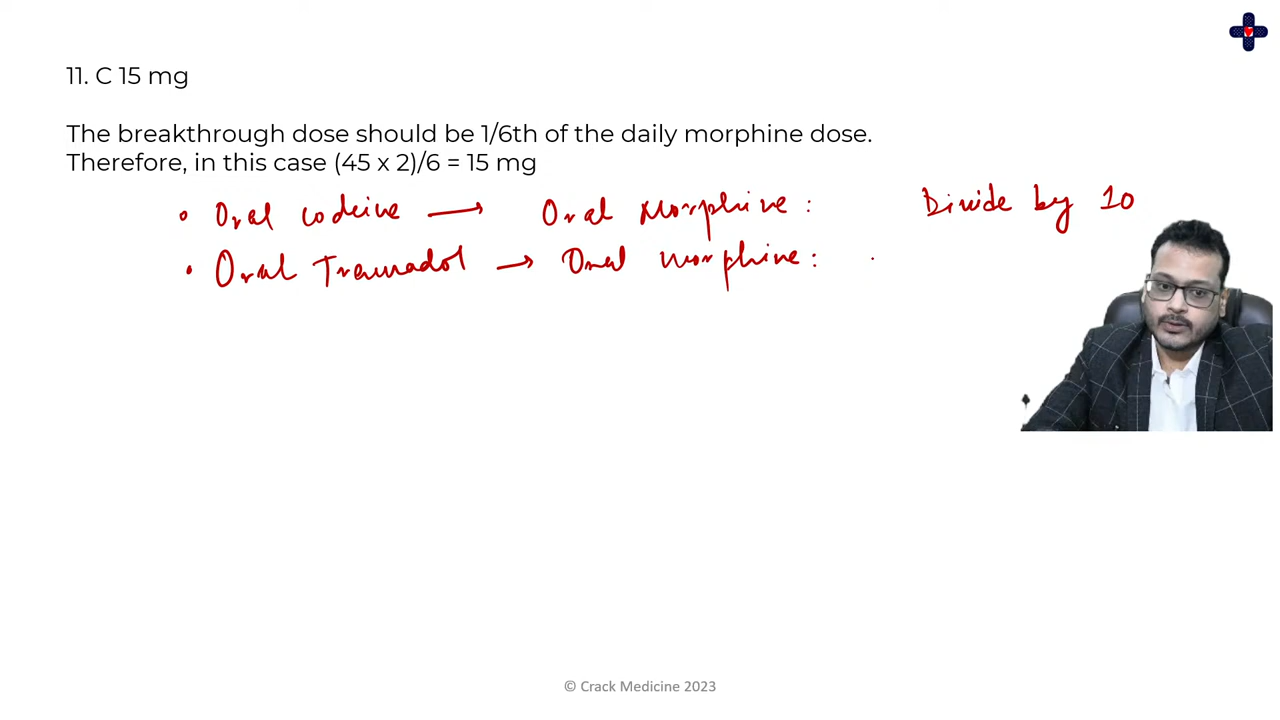 11. C 15 mg
The breakthrough dose should be 1/6th of the daily morphine dose.
Therefore, in this case (45 x 2)/6 = 15 mg
• Oral codeine → Oral Morphine : Divide by 10
• Oral Tramadol → Oral morphine :
© Crack Medicine 2023